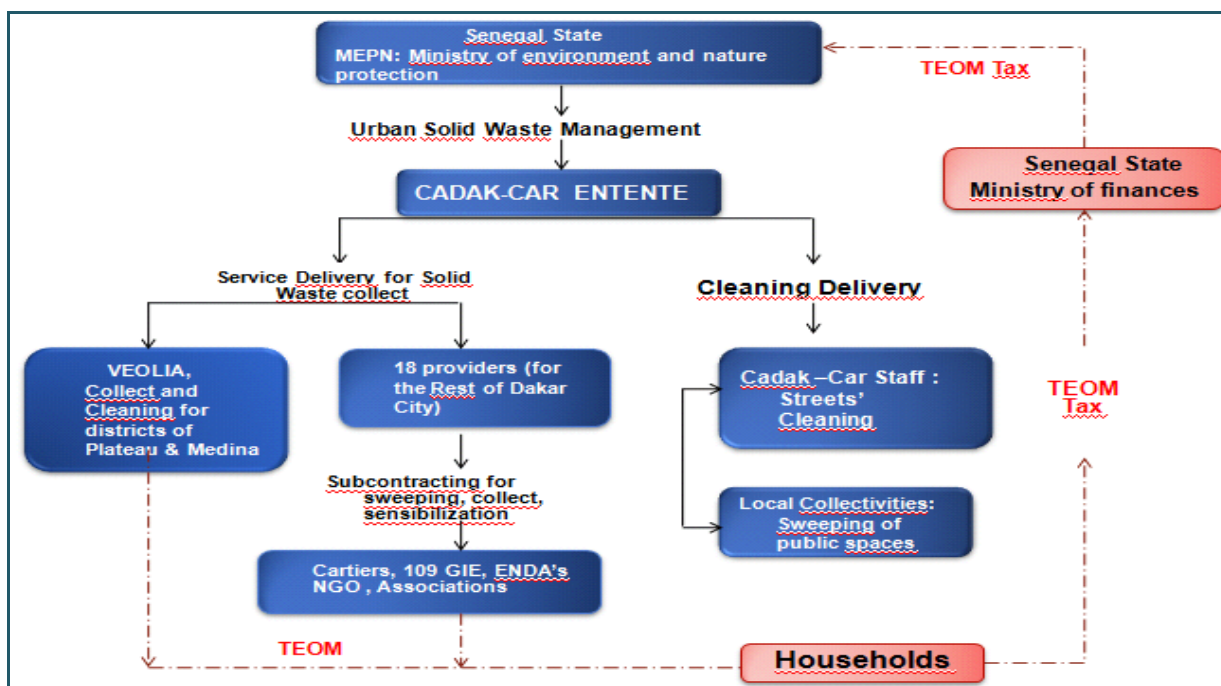 Senegal State
MEPN: Ministry of environment and nature
protection
TEOM Tax
Urban Solid Waste Management
Senegal State
Ministry of finances
CADAK-CAR ENTENTE
Service Delivery for Solid
Waste collect
Cleaning Delivery
VEOLIA,
Collect and
Cleaning for
districts of
Plateau & Medina
18 providers (for
the Rest of Dakar
City)
Cadak –Car Staff :
Streets'
Cleaning
TEOM
Tax
Subcontracting for
sweeping, collect,
sensibilization
Local Collectivities:
Sweeping of
public spaces
Cartiers, 109 GIE, ENDA's
NGO , Associations
TEOM
Households